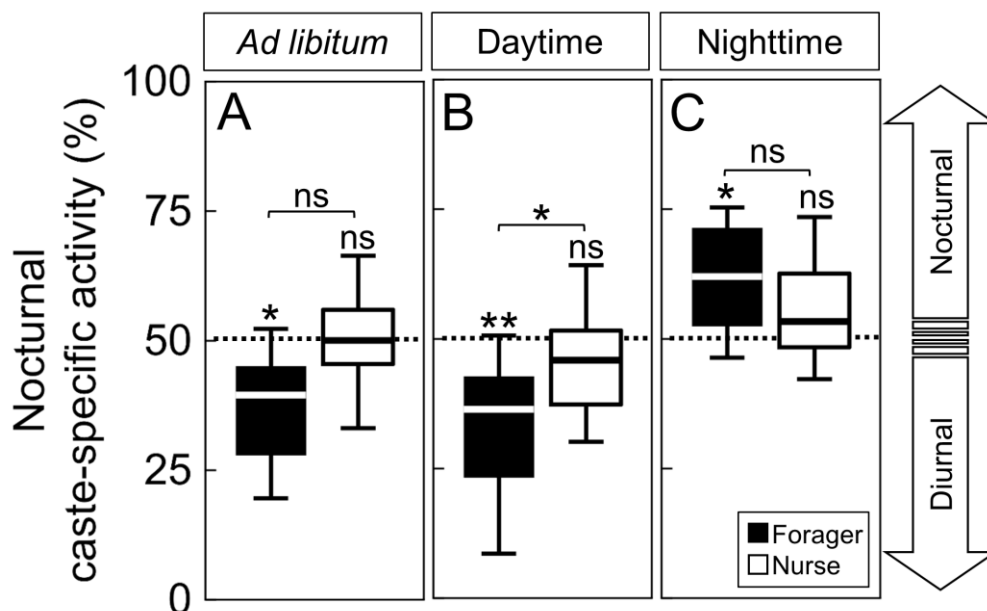 Ad libitum
Daytime
Nighttime
Nocturnal
caste-specific activity (%)
100
75
50
25
0
A
ns
*
ns
B
*
**
ns
C
ns
*
ns
Forager
Nurse
Nocturnal
Diurnal